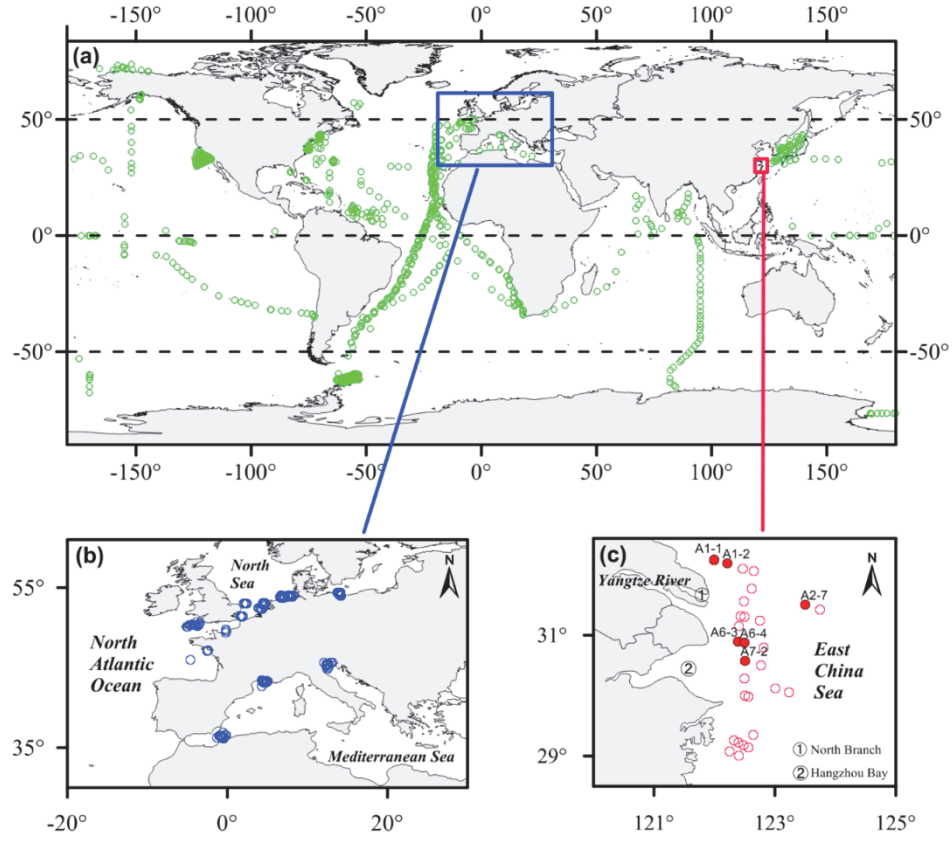 -150° -100° -50° 0° 50° 100° 150°
(a)
50° 50°
0° 0°
-50° -50°
-150° -100° -50° 0° 50° 100° 150°
(b)
North
Sea
N
55°
North
Atlantic
Ocean
35°
Mediterranean Sea
-20° 0° 20°
(c)
A1-1 A1-2
N
Yangtze River
①
A2-7
31°
A6-3 A6-4
A7-2
East
China
Sea
②
29°
① North Branch
② Hangzhou Bay
121° 123° 125°